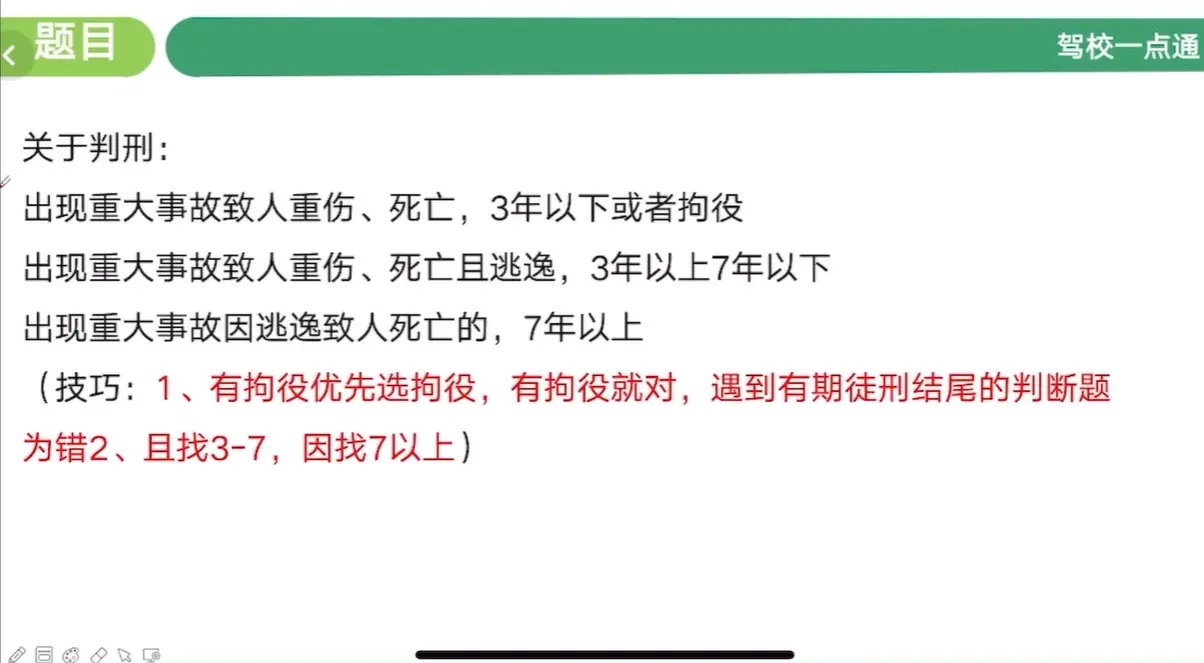 题目
驾校一点通
关于判刑：
出现重大事故致人重伤、死亡，3年以下或者拘役
出现重大事故致人重伤、死亡且逃逸，3年以上7年以下
出现重大事故因逃逸致人死亡的，7年以上
（技巧：1、有拘役优先选拘役，有拘役就对，遇到有期徒刑结尾的判断题
为错2、且找3-7，因找7以上）